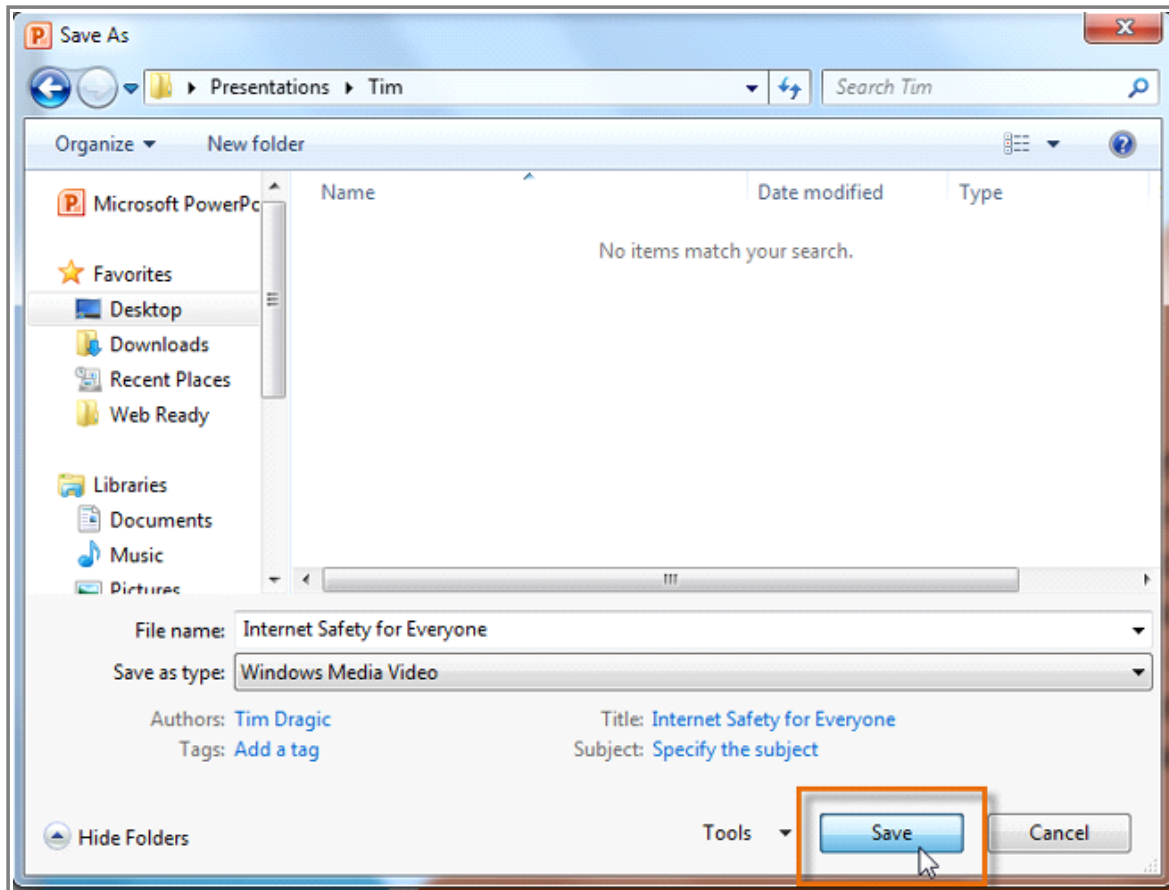 Save As
Presentations Tim
Search Tim
Organize New folder
Microsoft PowerPc
Name Date modified Type
No items match your search.
Favorites
Desktop
Downloads
Recent Places
Web Ready
Libraries
Documents
Music
Pictures
File name: Internet Safety for Everyone
Save as type: Windows Media Video
Authors: Tim Dragic Title: Internet Safety for Everyone
Tags: Add a tag Subject: Specify the subject
Hide Folders Tools Save Cancel